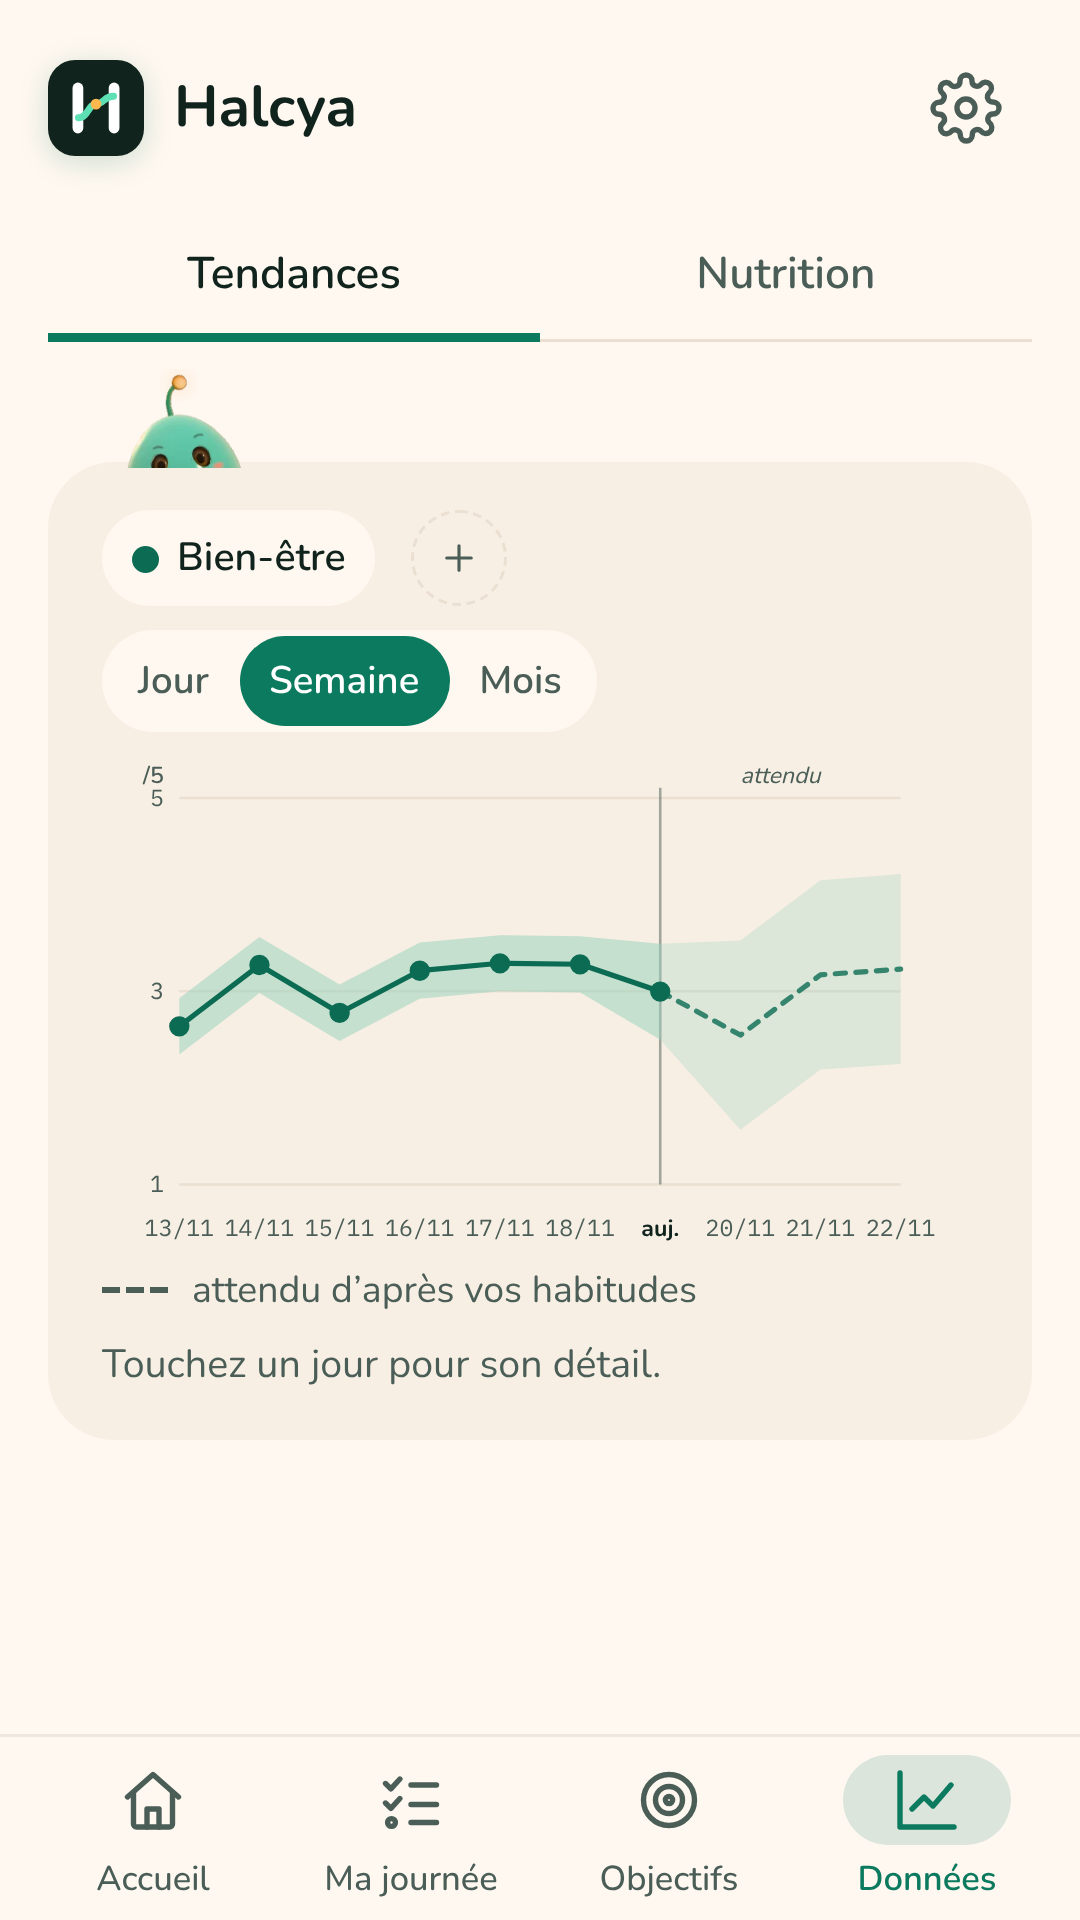 Halcya
Tendances Nutrition
Bien-être +
Jour Semaine Mois
/5 attendu
5
3
1
13/11 14/11 15/11 16/11 17/11 18/11 auj. 20/11 21/11 22/11
attendu d’après vos habitudes
Touchez un jour pour son détail.
Accueil Ma journée Objectifs Données